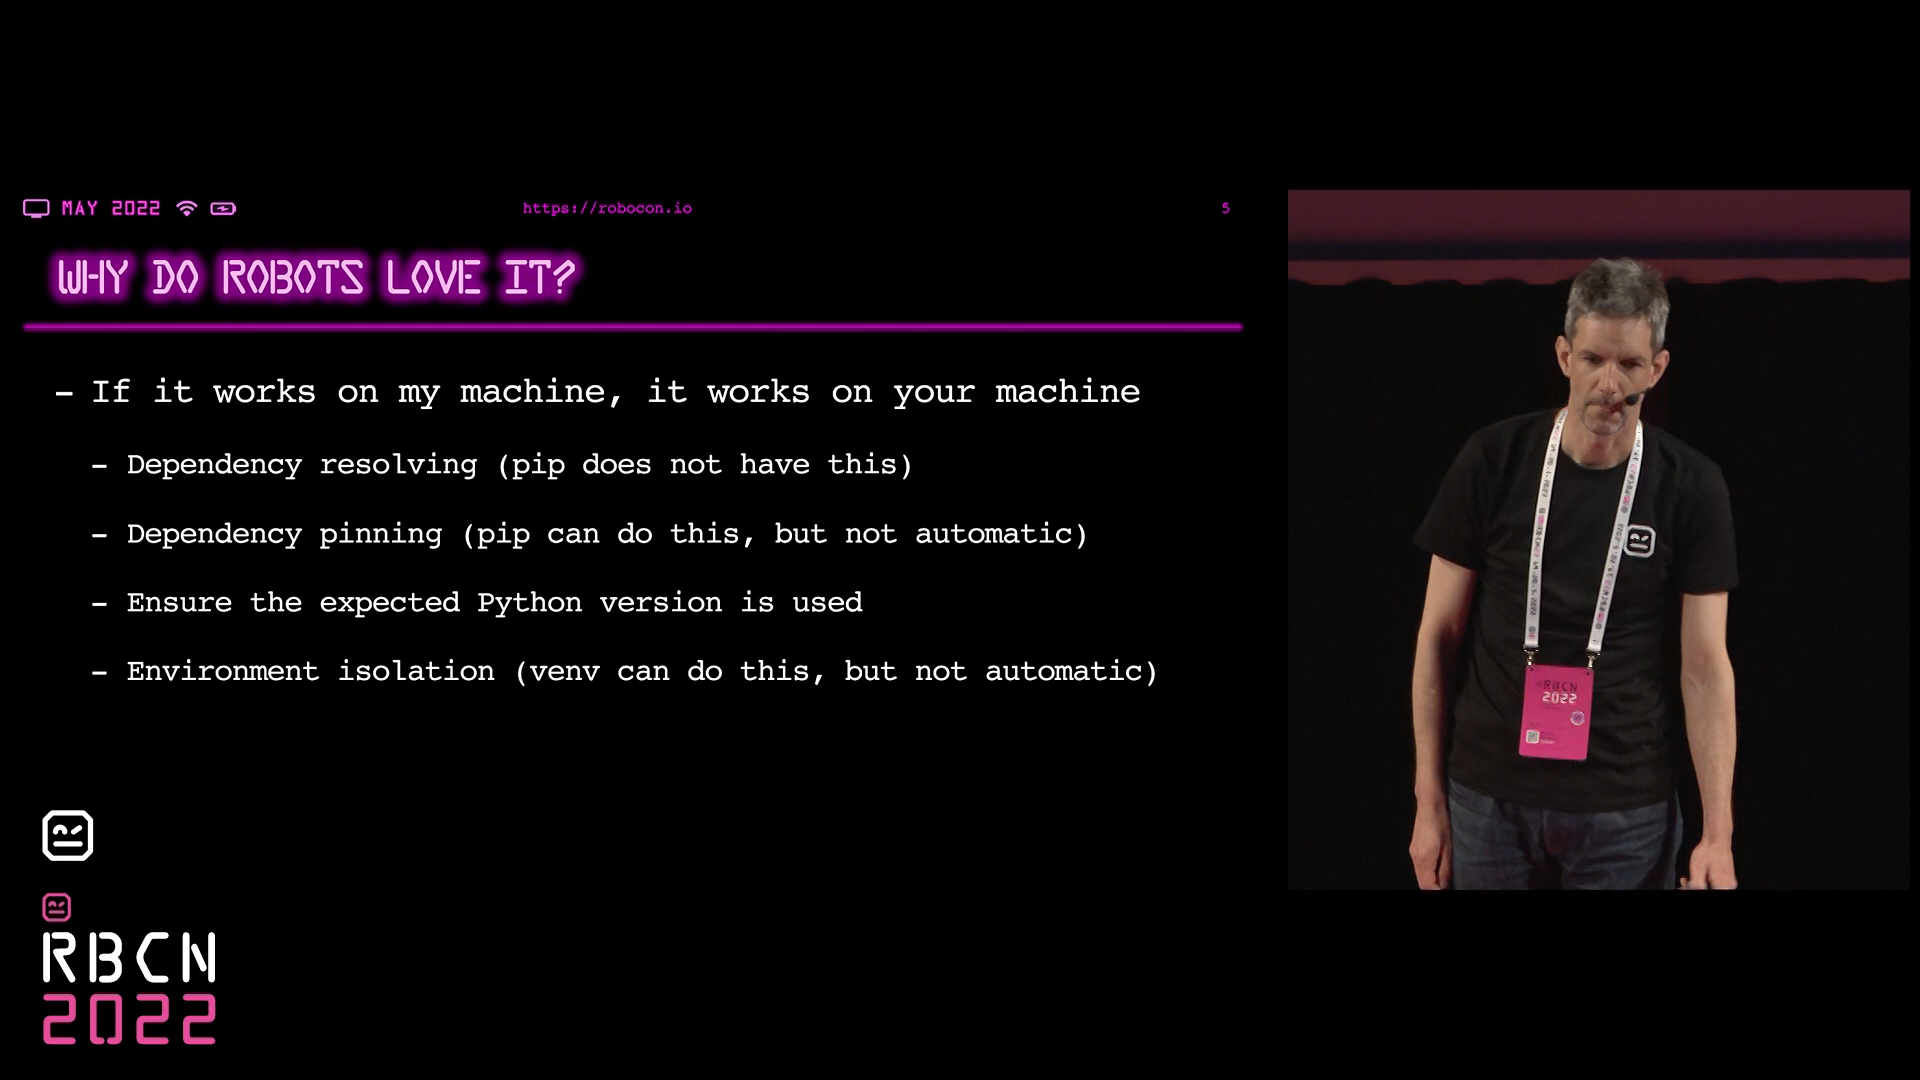 MAY 2022
https://robocon.io
5
WHY DO ROBOTS LOVE IT?
– If it works on my machine, it works on your machine
– Dependency resolving (pip does not have this)
– Dependency pinning (pip can do this, but not automatic)
– Ensure the expected Python version is used
– Environment isolation (venv can do this, but not automatic)
RBCN
2022
RBCN
2022